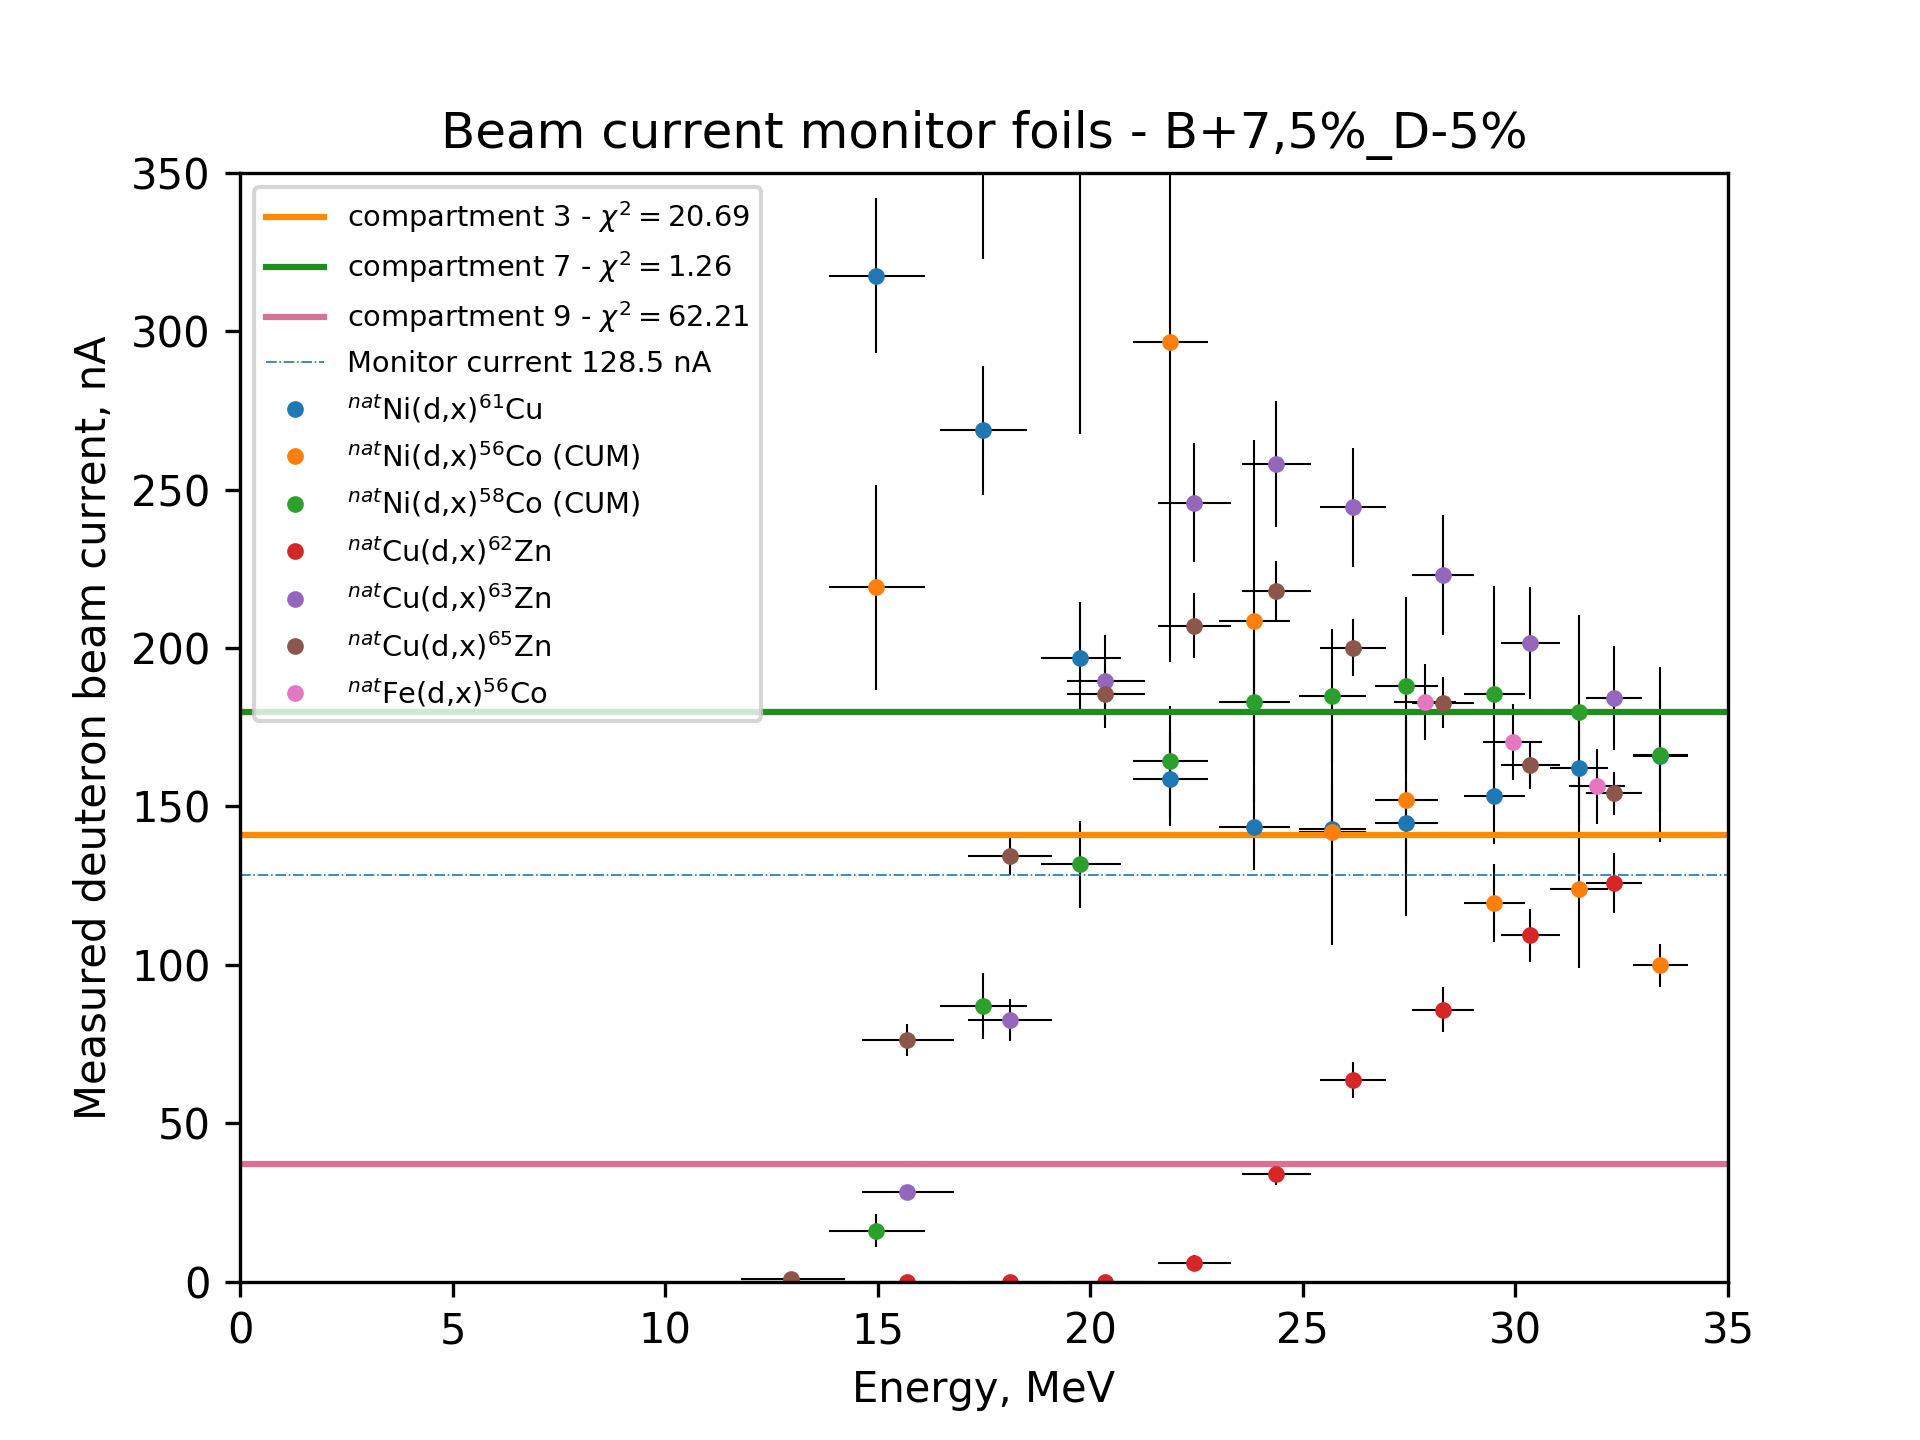 Beam current monitor foils - B+7,5%_D-5%
Measured deuteron beam current, nA
350
300
250
200
150
100
50
0
compartment 3 - χ² = 20.69
compartment 7 - χ² = 1.26
compartment 9 - χ² = 62.21
Monitor current 128.5 nA
ⁿᵃᵗNi(d,x)⁶¹Cu
ⁿᵃᵗNi(d,x)⁵⁶Co (CUM)
ⁿᵃᵗNi(d,x)⁵⁸Co (CUM)
ⁿᵃᵗCu(d,x)⁶²Zn
ⁿᵃᵗCu(d,x)⁶³Zn
ⁿᵃᵗCu(d,x)⁶⁵Zn
ⁿᵃᵗFe(d,x)⁵⁶Co
0 5 10 15 20 25 30 35
Energy, MeV